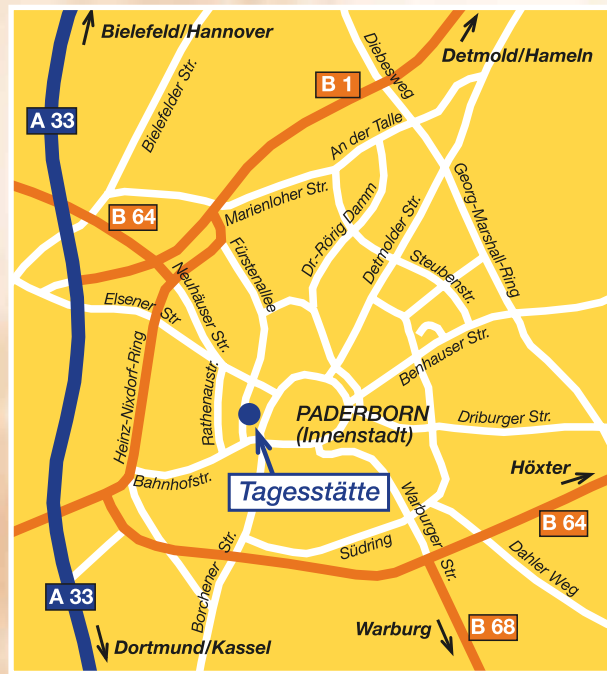 Bielefeld/Hannover
Detmold/Hameln
Diebesweg
B 1
Bielefelder Str.
A 33
An der Talle
Georg-Marshall-Ring
Marienloher Str.
B 64
Dr.-Rörig Damm
Detmolder Str.
Fürstenallee
Steubenstr.
Neuhäuser Str.
Elsener Str
Heinz-Nixdorf-Ring
Benhauser Str.
Rathenaustr.
PADERBORN
(Innenstadt)
Driburger Str.
Höxter
Bahnhofstr.
Tagesstätte
Warburger Str.
B 64
Südring
Dahler Weg
Borchener Str.
A 33
Warburg
B 68
Dortmund/Kassel